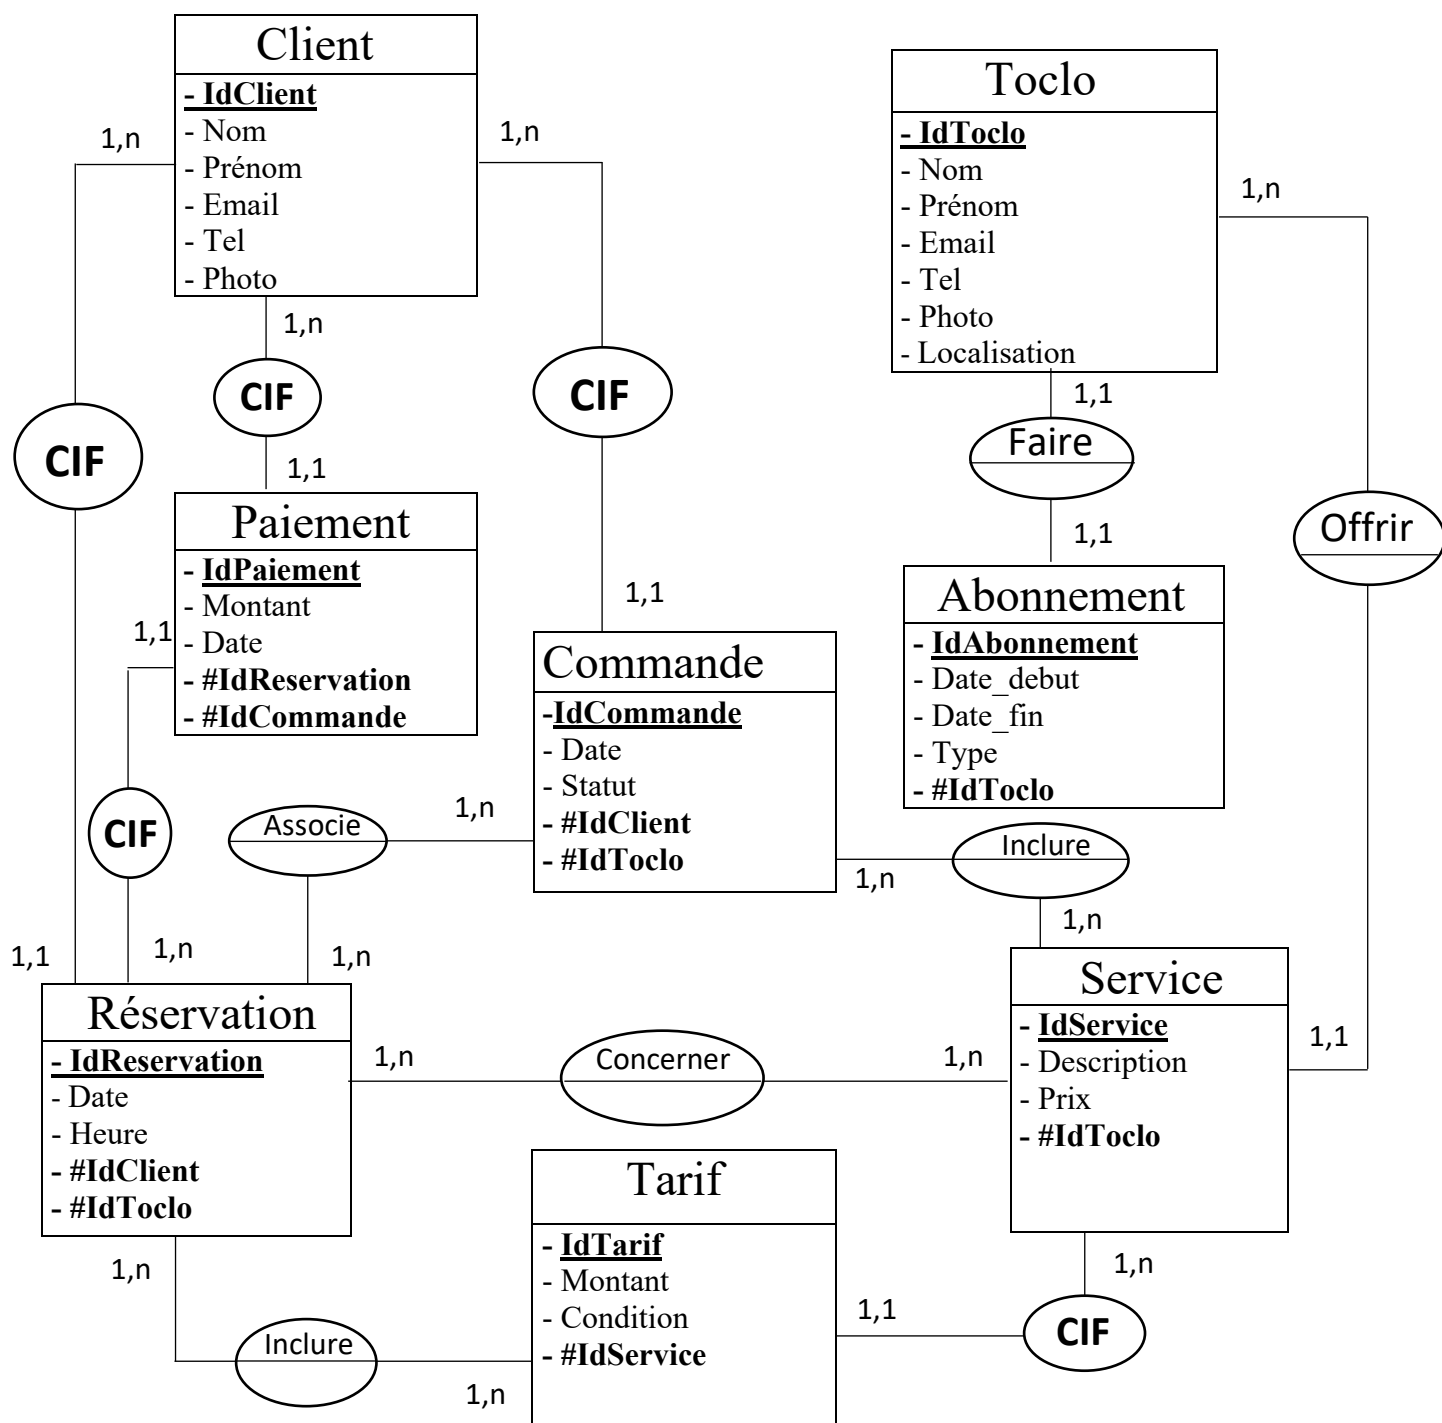 Client
- IdClient
- Nom
- Prénom
- Email
- Tel
- Photo
1,n
1,n
1,n
CIF
CIF
CIF
1,1
Toclo
- IdToclo
- Nom
- Prénom
- Email
- Tel
- Photo
- Localisation
1,n
1,1
Faire
1,1
Offrir
Paiement
- IdPaiement
- Montant
- Date
- #IdReservation
- #IdCommande
1,1
1,1
Commande
-IdCommande
- Date
- Statut
- #IdClient
- #IdToclo
Abonnement
- IdAbonnement
- Date_debut
- Date_fin
- Type
- #IdToclo
CIF
Associe
1,n
Inclure
1,n
1,n
1,1
1,n
1,n
Réservation
- IdReservation
- Date
- Heure
- #IdClient
- #IdToclo
1,n
Concerner
1,n
Service
- IdService
- Description
- Prix
- #IdToclo
1,1
Tarif
- IdTarif
- Montant
- Condition
- #IdService
1,n
Inclure
1,n
1,1
1,n
CIF